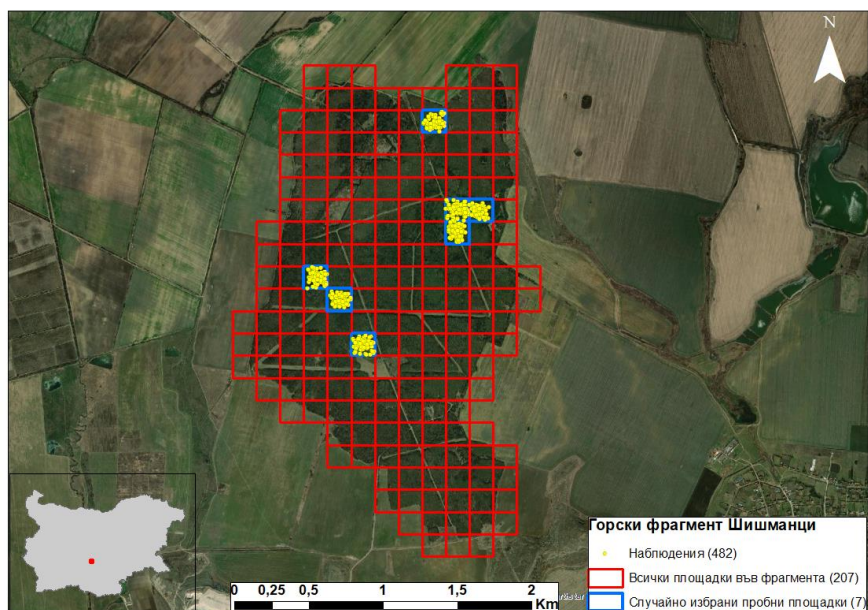 N
Горски фрагмент Шишманци
Наблюдения (482)
Всички площадки във фрагмента (207)
Случайно избрани пробни площадки (7)
0 0,25 0,5 1 1,5 2
Km